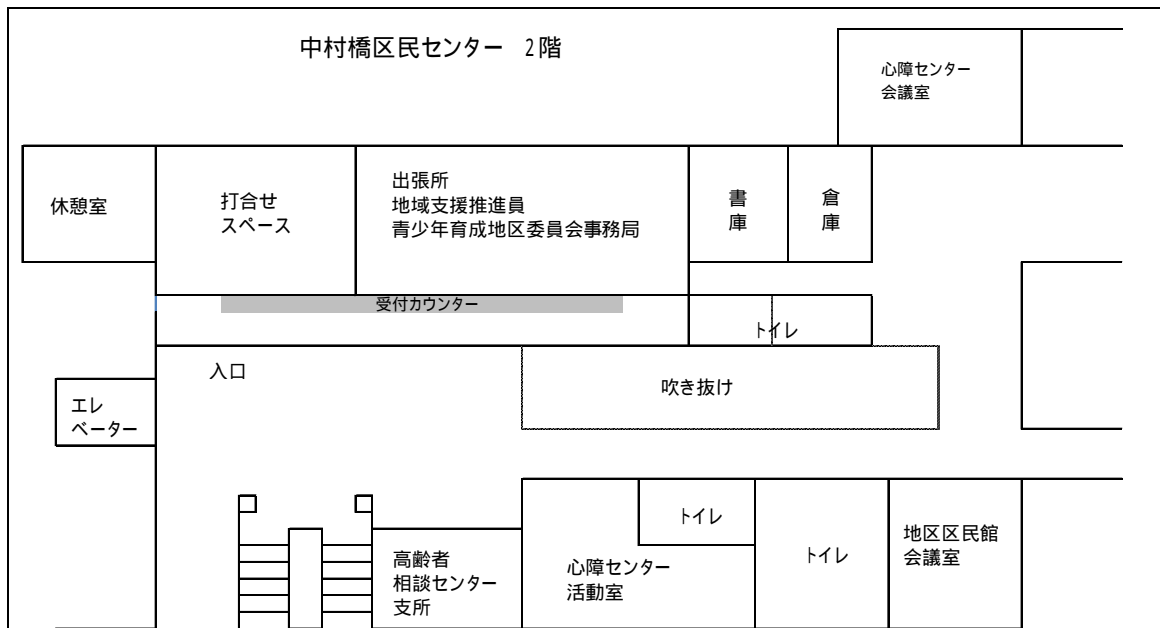 中村橋区民センター 2階
心障センター
会議室
休憩室
打合せ
スペース
出張所
地域支援推進員
青少年育成地区委員会事務局
書庫
倉庫
受付カウンター
トイレ
入口
吹き抜け
エレ
ベーター
トイレ
高齢者
相談センター
支所
心障センター
活動室
トイレ
地区区民館
会議室